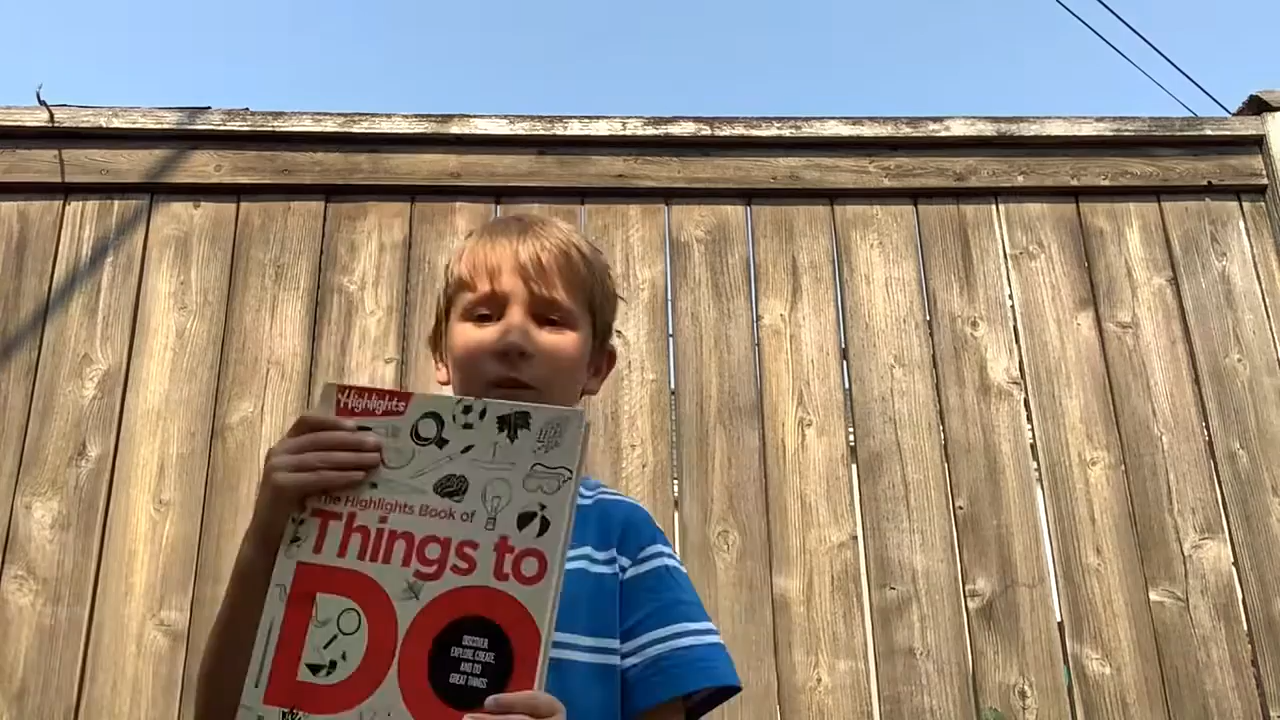 Highlights
The Highlights Book of
Things to
DO
DISCOVER,
EXPLORE, CREATE,
AND DO
GREAT THINGS